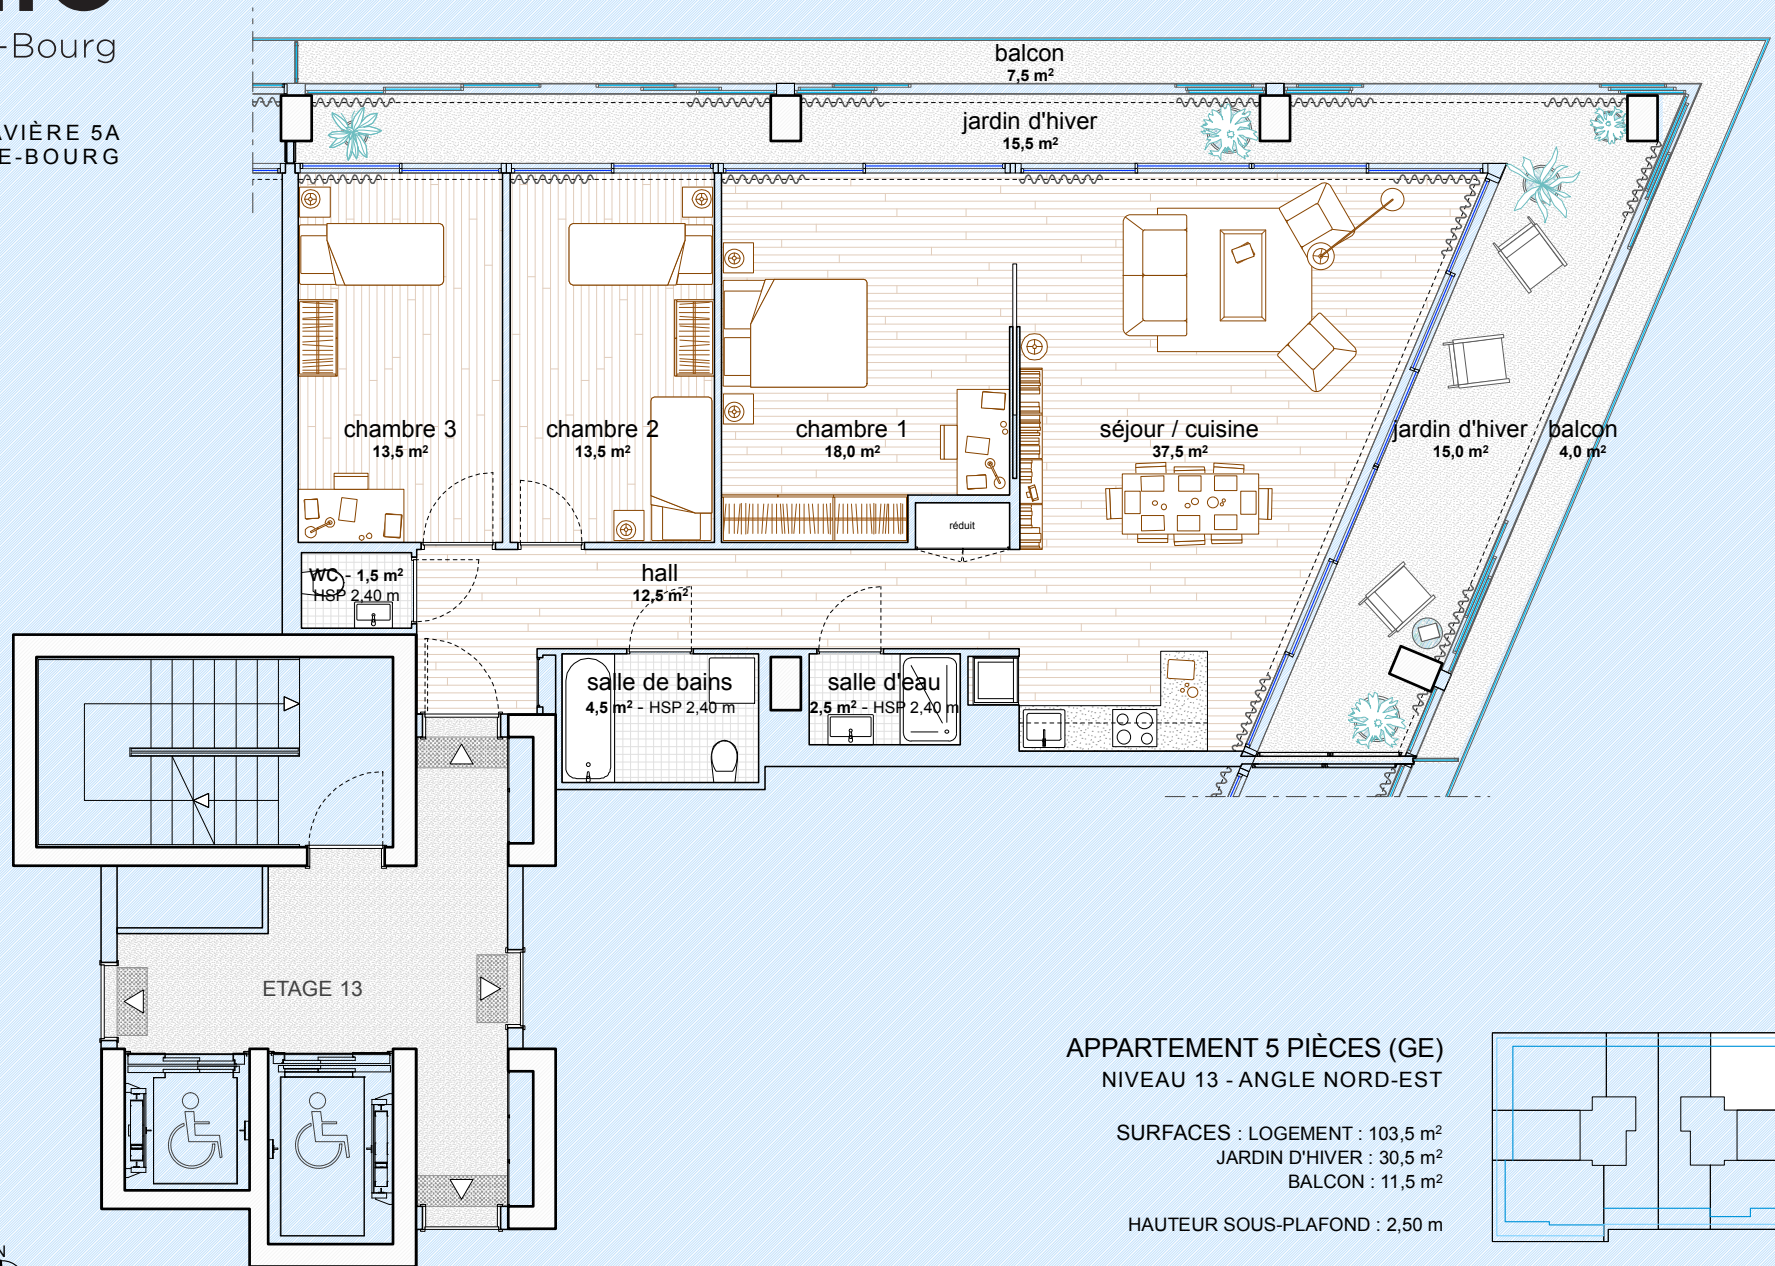 -Bourg
balcon
7,5 m²
jardin d'hiver
15,5 m²
chambre 3
13,5 m²
chambre 2
13,5 m²
chambre 1
18,0 m²
séjour / cuisine
37,5 m²
jardin d'hiver
15,0 m²
balcon
4,0 m²
réduit
WC - 1,5 m²
HSP 2,40 m
hall
12,5 m²
salle de bains
4,5 m² - HSP 2,40 m
salle d'eau
2,5 m² - HSP 2,40 m
ETAGE 13
APPARTEMENT 5 PIÈCES (GE)
NIVEAU 13 - ANGLE NORD-EST
SURFACES : LOGEMENT : 103,5 m²
JARDIN D'HIVER : 30,5 m²
BALCON : 11,5 m²
HAUTEUR SOUS-PLAFOND : 2,50 m
AVIÈRE 5A
E-BOURG
N